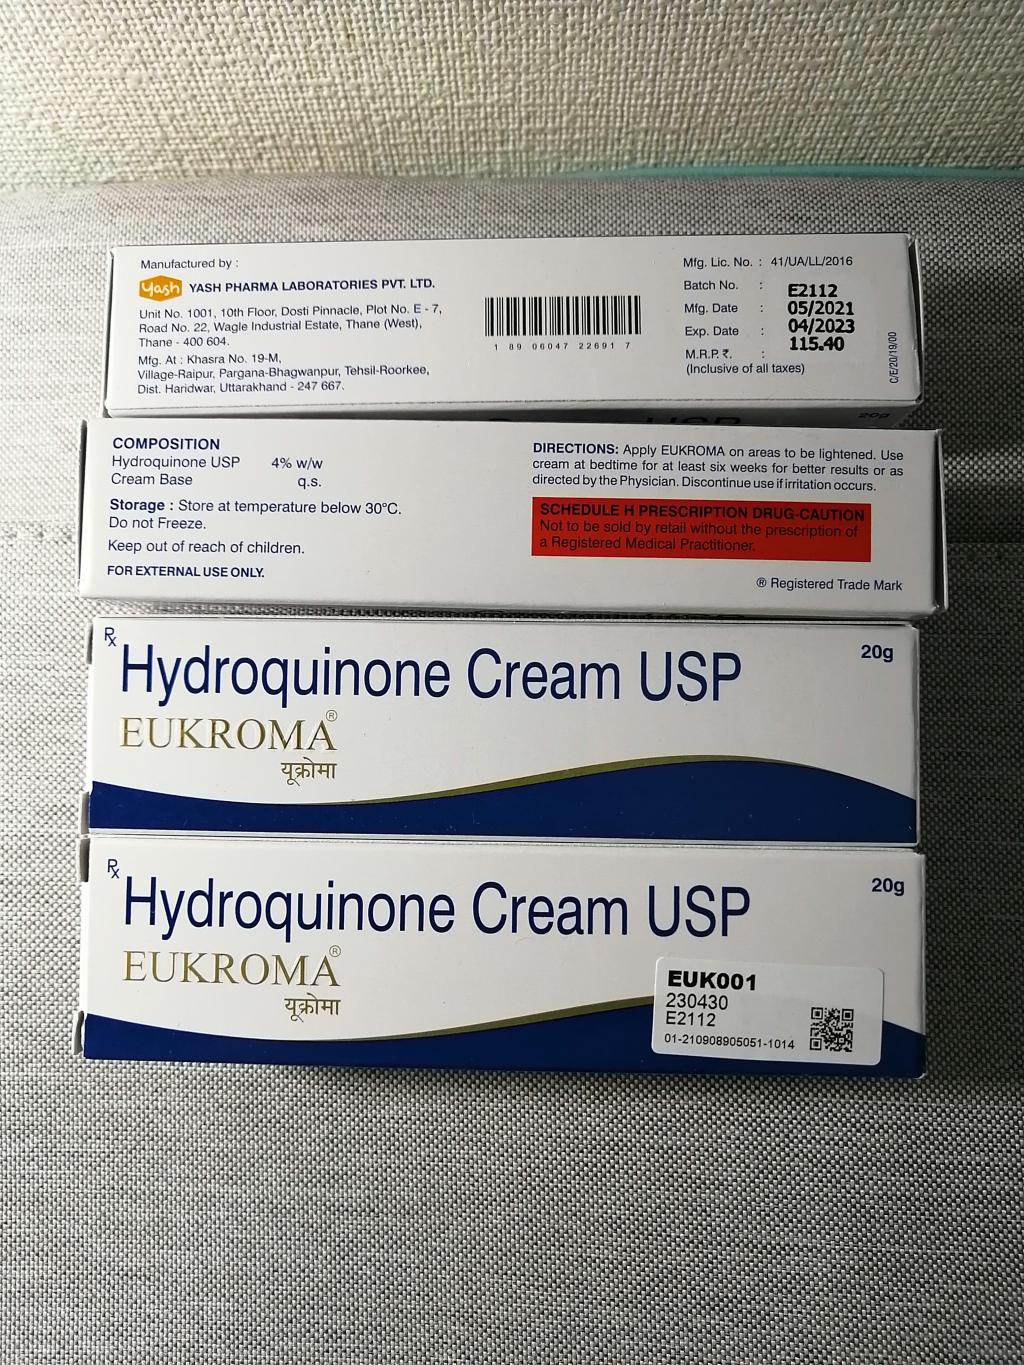 Manufactured by :
Yash YASH PHARMA LABORATORIES PVT. LTD.
Unit No. 1001, 10th Floor, Dosti Pinnacle, Plot No. E - 7,
Road No. 22, Wagle Industrial Estate, Thane (West),
Thane - 400 604.
Mfg. At : Khasra No. 19-M,
Village-Raipur, Pargana-Bhagwanpur, Tehsil-Roorkee,
Dist. Haridwar, Uttarakhand - 247 667.
1 89 06047 22691 7
Mfg. Lic. No. : 41/UA/LL/2016
Batch No. : E2112
Mfg. Date : 05/2021
Exp. Date : 04/2023
M.R.P. ₹. : 115.40
(Inclusive of all taxes)
C/E/20/19/00
20g
USP
COMPOSITION
Hydroquinone USP 4% w/w
Cream Base q.s.
Storage : Store at temperature below 30°C.
Do not Freeze.
Keep out of reach of children.
FOR EXTERNAL USE ONLY.
DIRECTIONS: Apply EUKROMA on areas to be lightened. Use
cream at bedtime for at least six weeks for better results or as
directed by the Physician. Discontinue use if irritation occurs.
SCHEDULE H PRESCRIPTION DRUG-CAUTION
Not to be sold by retail without the prescription of
a Registered Medical Practitioner.
® Registered Trade Mark
Rx
Hydroquinone Cream USP 20g
EUKROMA®
यूक्रोमा
Rx
Hydroquinone Cream USP 20g
EUKROMA®
यूक्रोमा
EUK001
230430
E2112
01-210908905051-1014